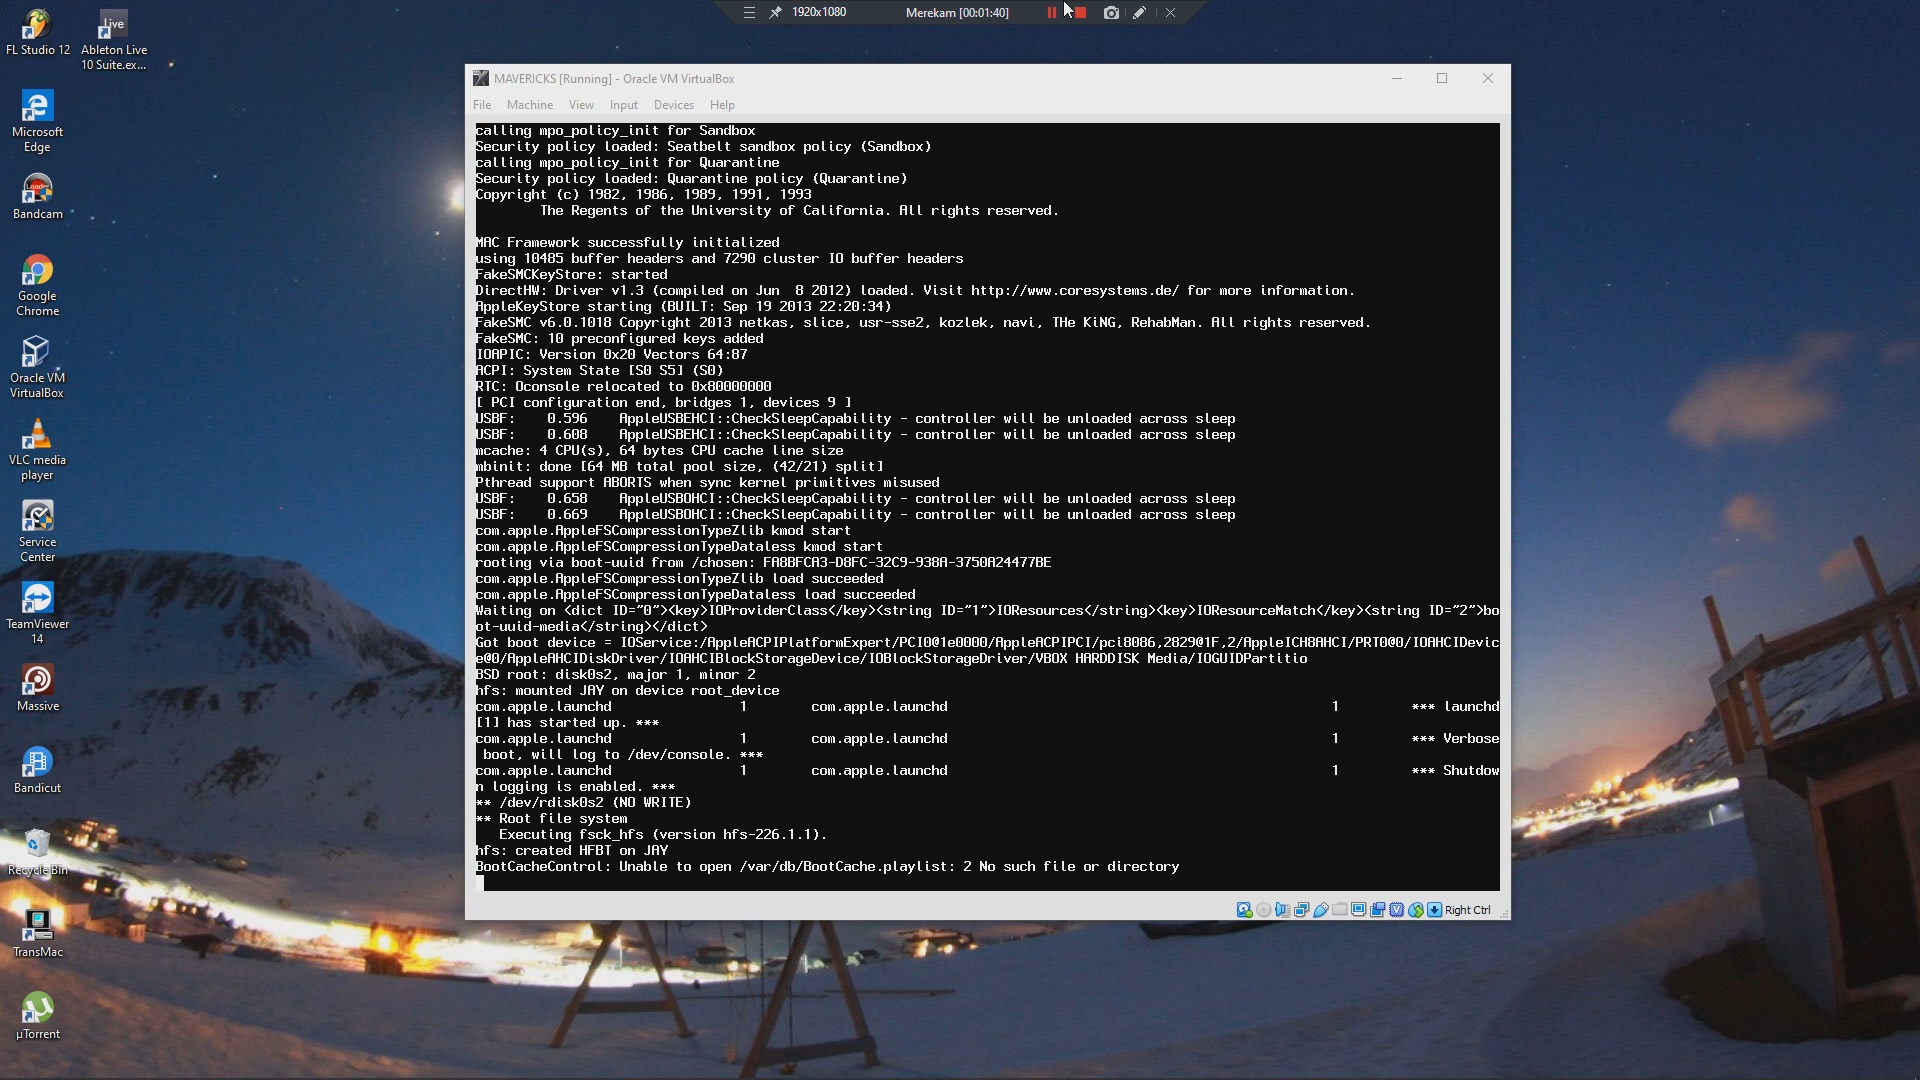 1920x1080
Merekam [00:01:40]
FL Studio 12
Live
Ableton Live
10 Suite.ex...
Microsoft
Edge
Bandcam
Google
Chrome
Oracle VM
VirtualBox
VLC media
player
Service
Center
TeamViewer
14
Massive
Bandicut
Recycle Bin
TransMac
µTorrent
MAVERICKS [Running] - Oracle VM VirtualBox
File Machine View Input Devices Help
calling mpo_policy_init for Sandbox
Security policy loaded: Seatbelt sandbox policy (Sandbox)
calling mpo_policy_init for Quarantine
Security policy loaded: Quarantine policy (Quarantine)
Copyright (c) 1982, 1986, 1989, 1991, 1993
The Regents of the University of California. All rights reserved.
MAC Framework successfully initialized
using 10485 buffer headers and 7290 cluster IO buffer headers
FakeSMCKeyStore: started
DirectHW: Driver v1.3 (compiled on Jun  8 2012) loaded. Visit http://www.coresystems.de/ for more information.
AppleKeyStore starting (BUILT: Sep 19 2013 22:20:34)
FakeSMC v6.0.1018 Copyright 2013 netkas, slice, usr-sse2, kozlek, navi, THe KiNG, RehabMan. All rights reserved.
FakeSMC: 10 preconfigured keys added
IOAPIC: Version 0x20 Vectors 64:87
ACPI: System State [S0 S5] (S0)
RTC: Oconsole relocated to 0x80000000
[ PCI configuration end, bridges 1, devices 9 ]
USBF:    0.596    AppleUSBEHCI::CheckSleepCapability - controller will be unloaded across sleep
USBF:    0.608    AppleUSBEHCI::CheckSleepCapability - controller will be unloaded across sleep
mcache: 4 CPU(s), 64 bytes CPU cache line size
mbinit: done [64 MB total pool size, (42/21) split]
Pthread support ABORTS when sync kernel primitives misused
USBF:    0.658    AppleUSBOHCI::CheckSleepCapability - controller will be unloaded across sleep
USBF:    0.669    AppleUSBOHCI::CheckSleepCapability - controller will be unloaded across sleep
com.apple.AppleFSCompressionTypeZlib kmod start
com.apple.AppleFSCompressionTypeDataless kmod start
rooting via boot-uuid from /chosen: FA8BFCA3-D8FC-32C9-938A-3750A24477BE
com.apple.AppleFSCompressionTypeZlib load succeeded
com.apple.AppleFSCompressionTypeDataless load succeeded
Waiting on <dict ID="0"><key>IOProviderClass</key><string ID="1">IOResources</string><key>IOResourceMatch</key><string ID="2">bo
ot-uuid-media</string></dict>
Got boot device = IOService:/AppleACPIPlatformExpert/PCI0@1e0000/AppleACPIPCI/pci8086,2829@1F,2/AppleICH8AHCI/PRT0@0/IOAHCIDevic
e@0/AppleAHCIDiskDriver/IOAHCIBlockStorageDevice/IOBlockStorageDriver/VBOX HARDDISK Media/IOGUIDPartitio
BSD root: disk0s2, major 1, minor 2
hfs: mounted JAY on device root_device
com.apple.launchd 1 com.apple.launchd 1 *** launchd
[1] has started up. ***
com.apple.launchd 1 com.apple.launchd 1 *** Verbose
boot, will log to /dev/console. ***
com.apple.launchd 1 com.apple.launchd 1 *** Shutdow
n logging is enabled. ***
** /dev/rdisk0s2 (NO WRITE)
** Root file system
Executing fsck_hfs (version hfs-226.1.1).
hfs: created HFBT on JAY
BootCacheControl: Unable to open /var/db/BootCache.playlist: 2 No such file or directory
Right Ctrl